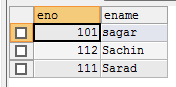 eno ename
101 sagar
112 Sachin
111 Sarad